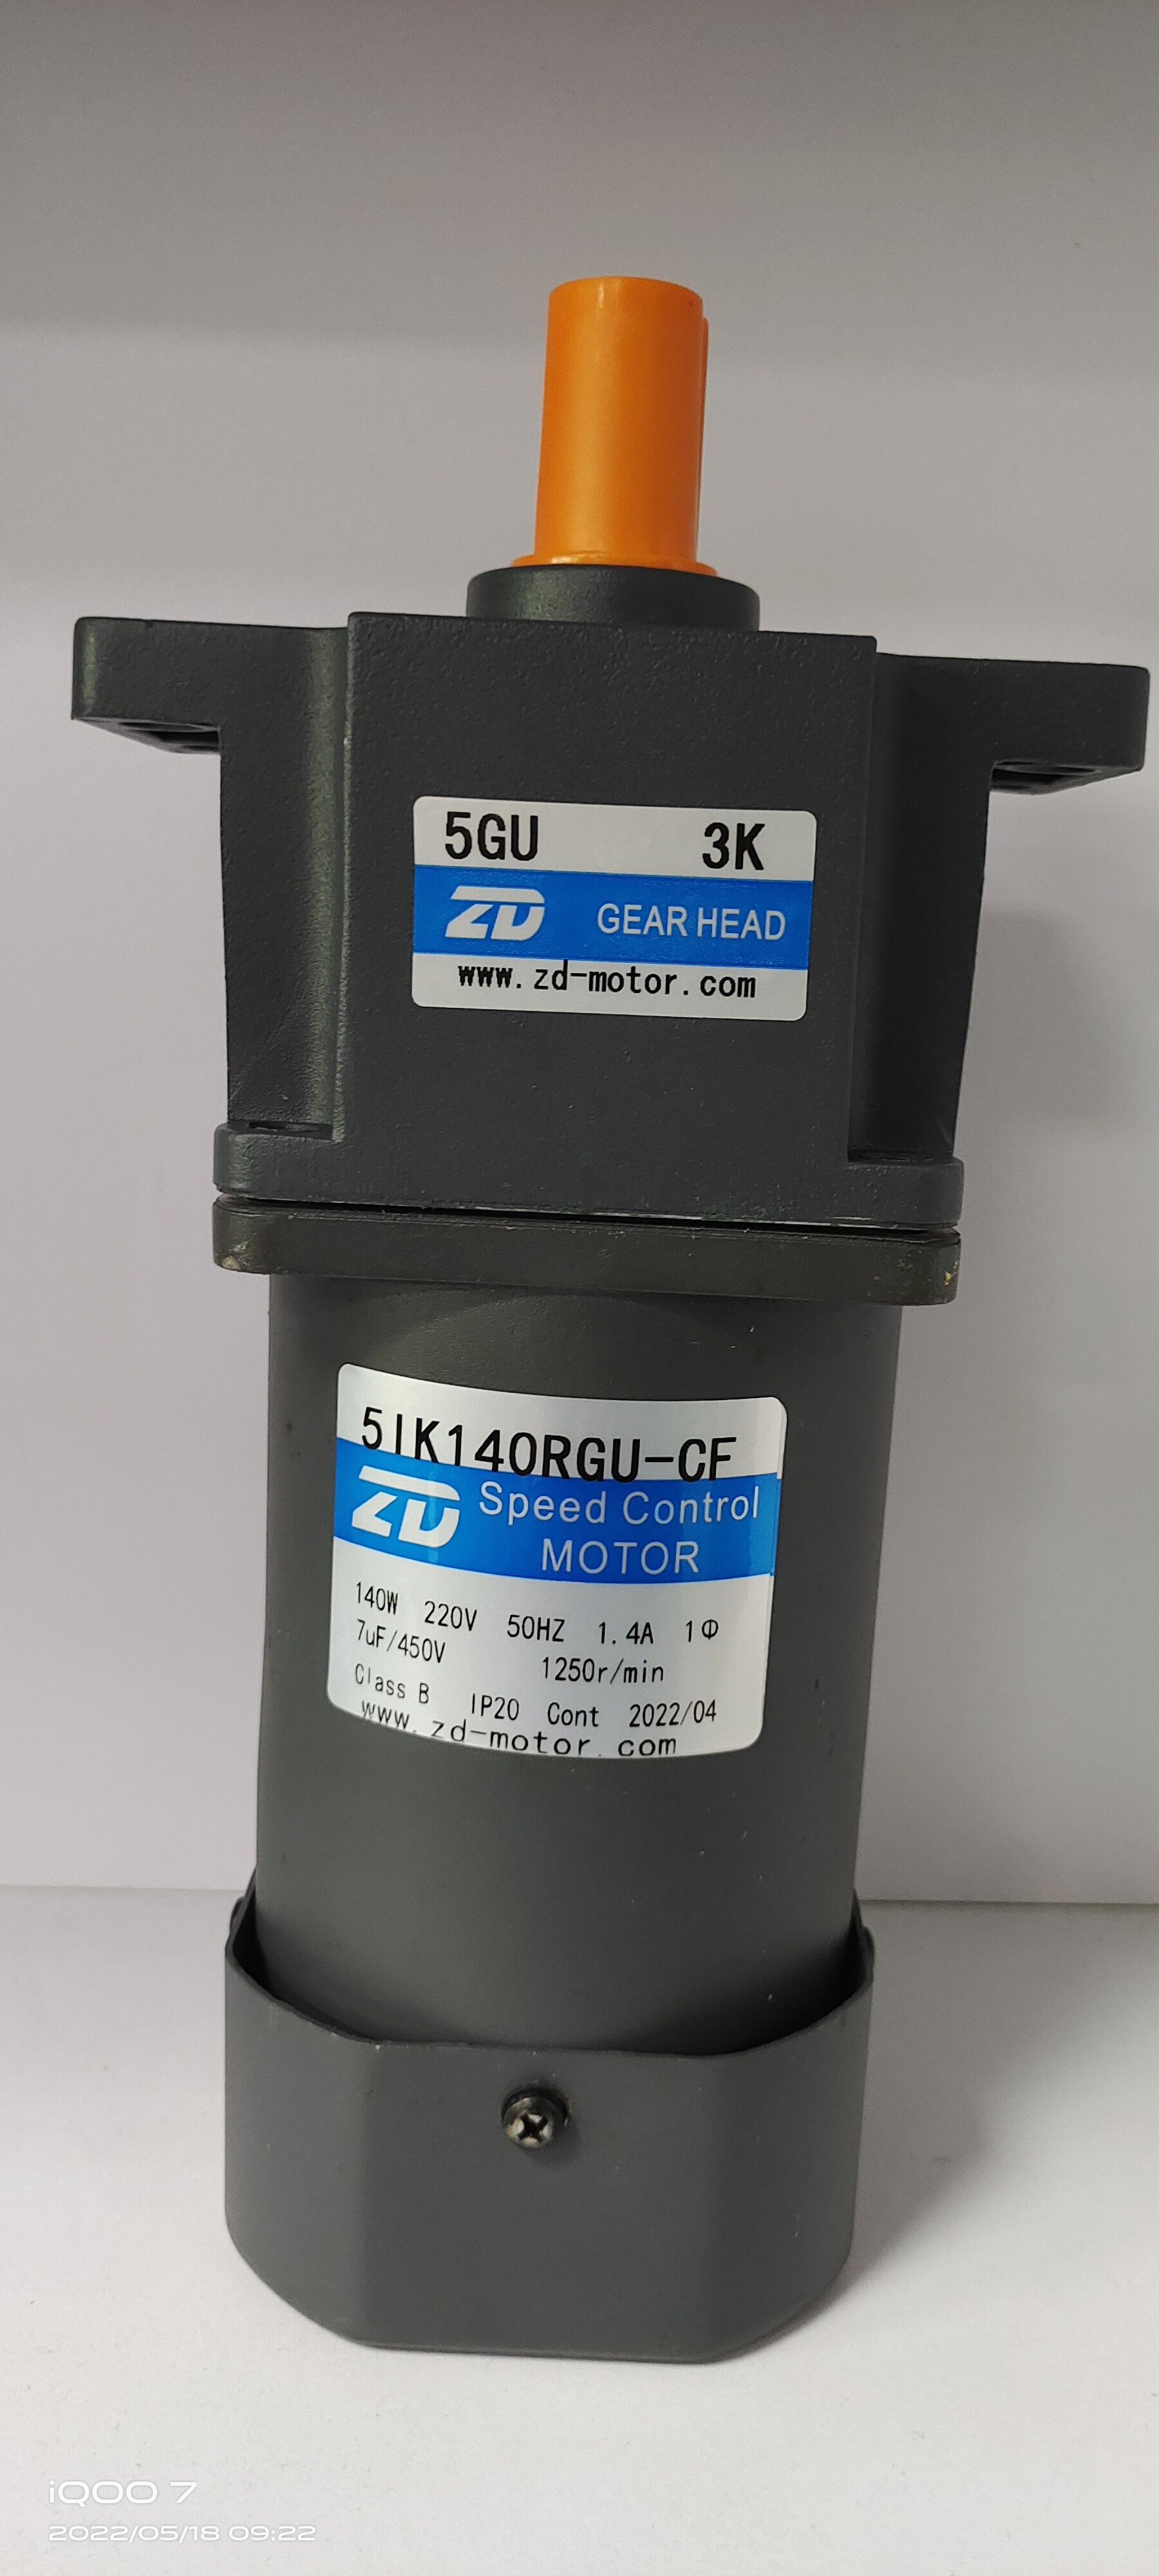 5GU 3K
ZD GEAR HEAD
www.zd-motor.com
5IK140RGU-CF
ZD Speed Control
MOTOR
140W 220V 50HZ 1.4A 1Φ
7uF/450V 1250r/min
Class B IP20 Cont 2022/04
www.zd-motor.com
iQOO 7
2022/05/18 09:22